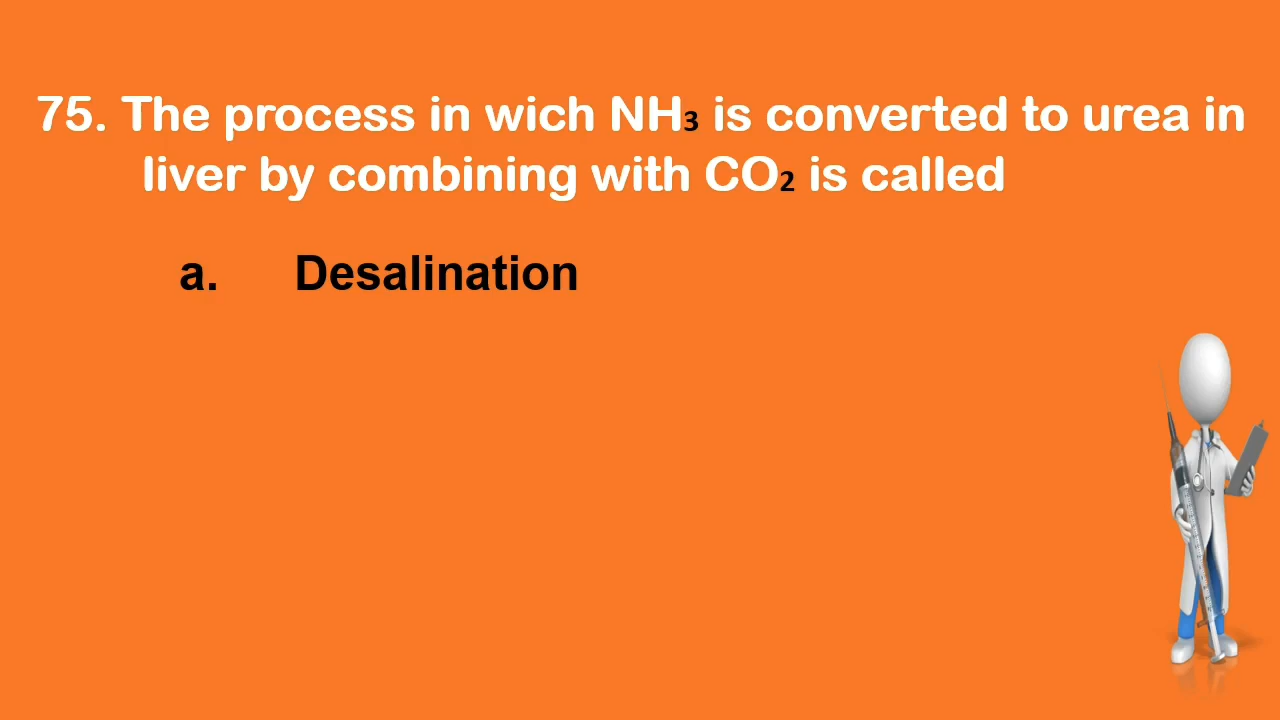 75. The process in wich NH₃ is converted to urea in
liver by combining with CO₂ is called
a. Desalination